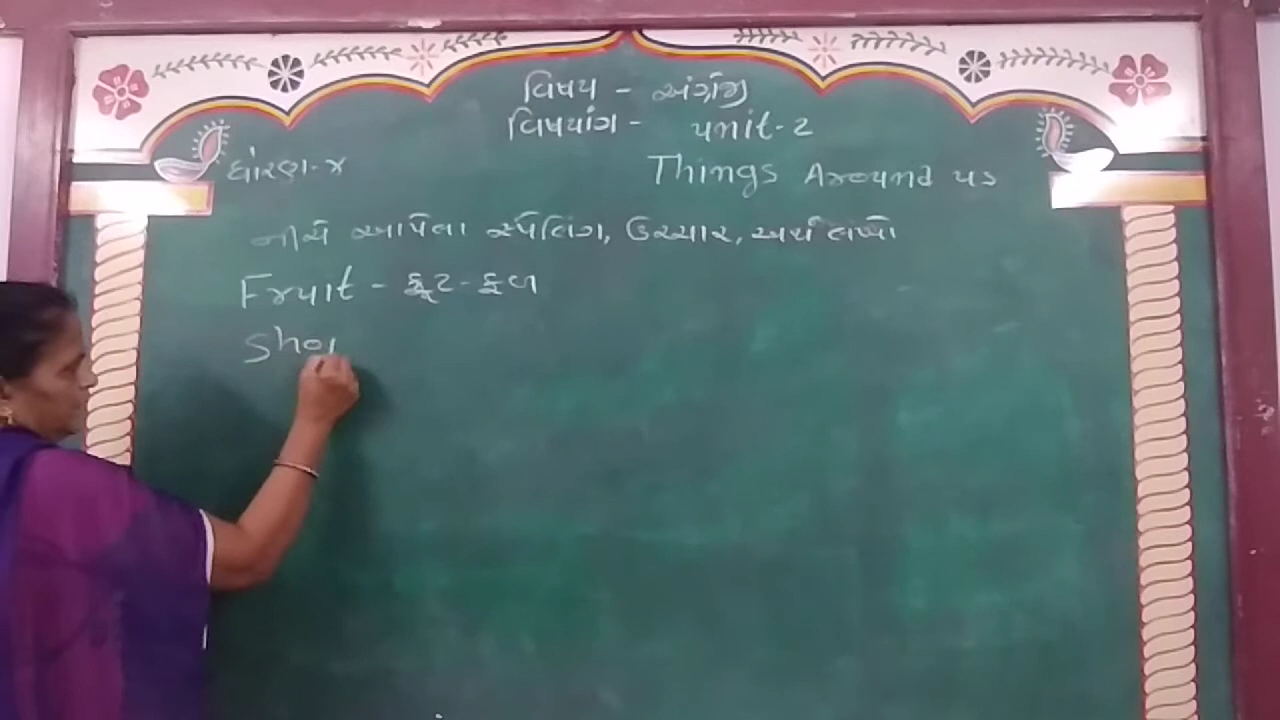 વિષય - અંગ્રેજી
વિષયાંગ - unit-2
ધોરણ-૪
Things Around us
નીચે આપેલા સ્પેલિંગ, ઉચ્ચાર, અર્થ લખો
Fruit - ફ્રૂટ - ફળ
Sho